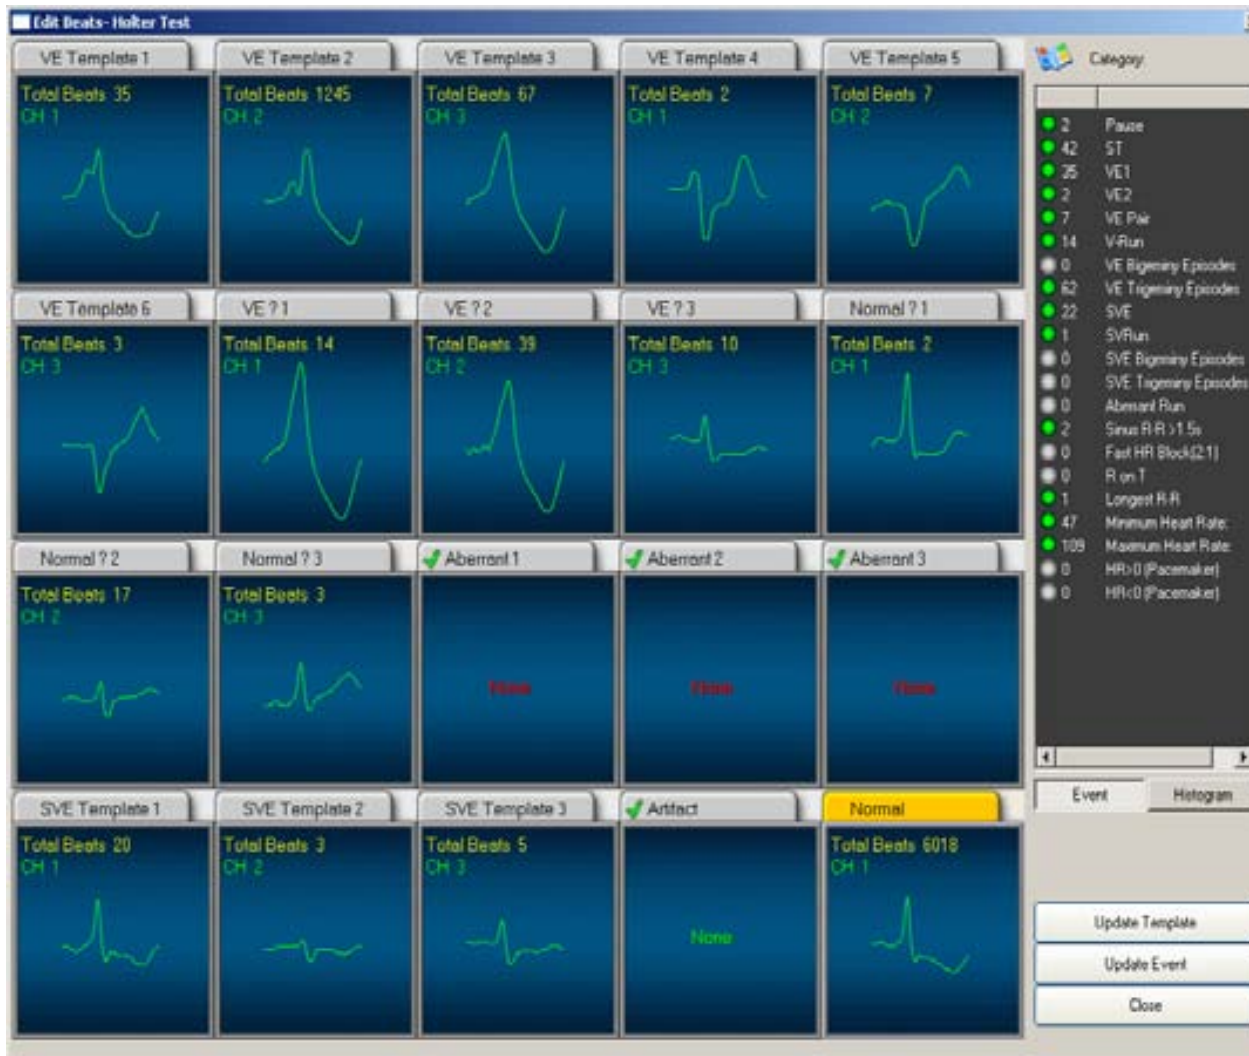 Edit Beats- Holter Test
VE Template 1
VE Template 2
VE Template 3
VE Template 4
VE Template 5
Total Beats 35
CH 1
Total Beats 1245
CH 2
Total Beats 67
CH 3
Total Beats 2
CH 1
Total Beats 7
CH 2
VE Template 6
VE ? 1
VE ? 2
VE ? 3
Normal ? 1
Total Beats 3
CH 3
Total Beats 14
CH 1
Total Beats 39
CH 2
Total Beats 10
CH 3
Total Beats 2
CH 1
Normal ? 2
Normal ? 3
Aberrant 1
Aberrant 2
Aberrant 3
Total Beats 17
CH 2
Total Beats 3
CH 3
None
None
None
SVE Template 1
SVE Template 2
SVE Template 3
Artifact
Normal
Total Beats 20
CH 1
Total Beats 3
CH 2
Total Beats 5
CH 3
None
Total Beats 6018
CH 1
Category:
2 Pause
42 ST
35 VE1
2 VE2
7 VE Pair
14 V-Run
0 VE Bigeminy Episodes
62 VE Trigeminy Episodes
22 SVE
1 SVRun
0 SVE Bigeminy Episodes
0 SVE Trigeminy Episodes
0 Aberrant Run
2 Sinus R-R >1.5s
0 Fast HR Block(2:1)
0 R on T
1 Longest R-R
47 Minimum Heart Rate:
109 Maximum Heart Rate:
0 HR>0 (Pacemaker)
0 HR<0 (Pacemaker)
Event
Histogram
Update Template
Update Event
Close